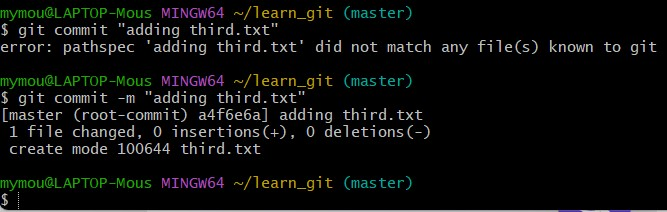 mymou@LAPTOP-Mous MINGW64 ~/learn_git (master)
$ git commit "adding third.txt"
error: pathspec 'adding third.txt' did not match any file(s) known to git
mymou@LAPTOP-Mous MINGW64 ~/learn_git (master)
$ git commit -m "adding third.txt"
[master (root-commit) a4f6e6a] adding third.txt
 1 file changed, 0 insertions(+), 0 deletions(-)
 create mode 100644 third.txt
mymou@LAPTOP-Mous MINGW64 ~/learn_git (master)
$